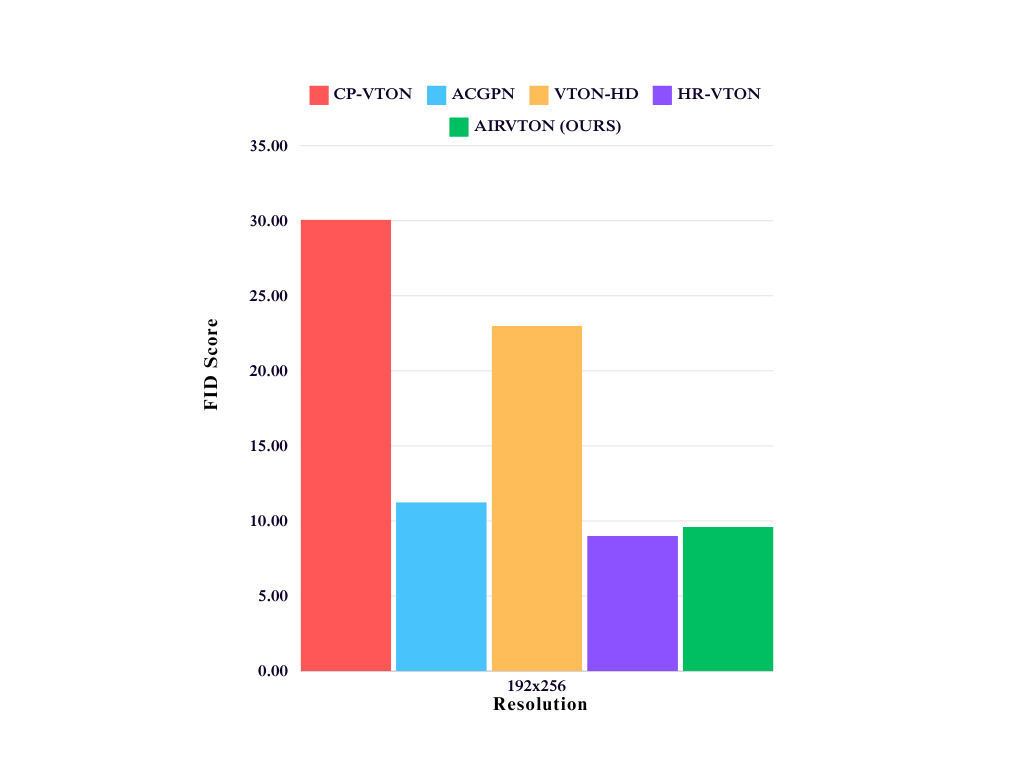 CP-VTON ACGPN VTON-HD HR-VTON
AIRVTON (OURS)
35.00
30.00
25.00
20.00
15.00
10.00
5.00
0.00
FID Score
192x256
Resolution